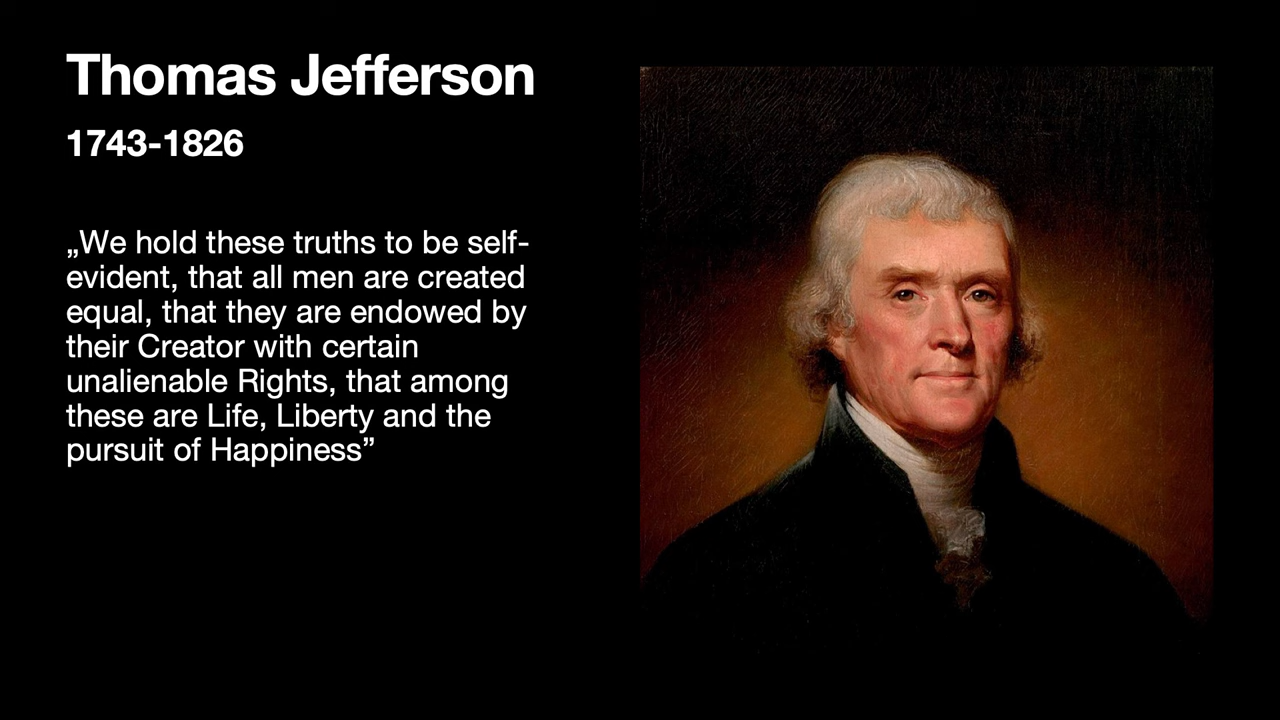 Thomas Jefferson
1743-1826
„We hold these truths to be self-
evident, that all men are created
equal, that they are endowed by
their Creator with certain
unalienable Rights, that among
these are Life, Liberty and the
pursuit of Happiness”